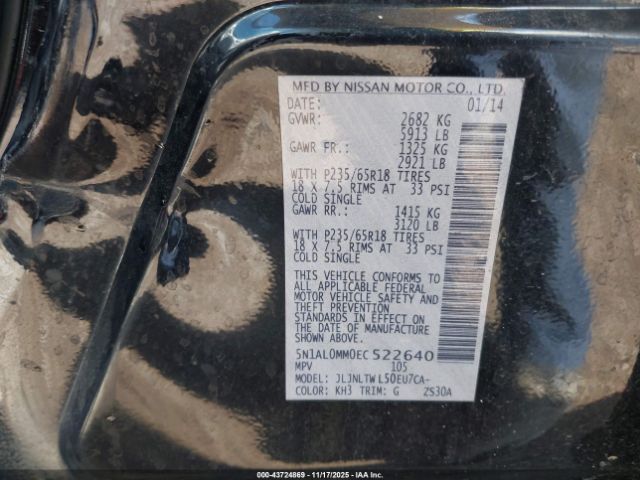 MFD BY NISSAN MOTOR CO., LTD.
DATE: 01/14
GVWR: 2682 KG
5913 LB
GAWR FR.: 1325 KG
2921 LB
WITH P235/65R18 TIRES
18 X 7.5 RIMS AT 33 PSI
COLD SINGLE
GAWR RR.: 1415 KG
3120 LB
WITH P235/65R18 TIRES
18 X 7.5 RIMS AT 33 PSI
COLD SINGLE
THIS VEHICLE CONFORMS TO
ALL APPLICABLE FEDERAL
MOTOR VEHICLE SAFETY AND
THEFT PREVENTION
STANDARDS IN EFFECT ON
THE DATE OF MANUFACTURE
SHOWN ABOVE.
5N1AL0MM0EC522640
MPV 105
MODEL: JLJNLTWL50EU7CA-
COLOR: KH3 TRIM: G 2S30A
000-43724869 - 11/17/2025 - IAAI, INC.